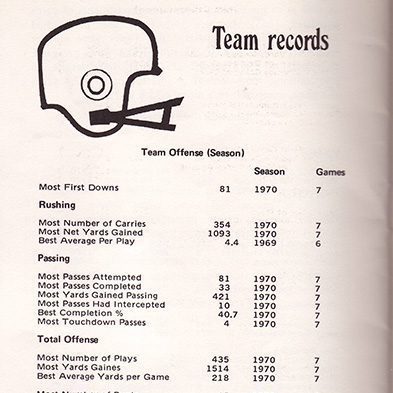 Team records
Team Offense (Season)
Season Games
Most First Downs 81 1970 7
Rushing
Most Number of Carries 354 1970 7
Most Net Yards Gained 1093 1970 7
Best Average Per Play 4.4 1969 6
Passing
Most Passes Attempted 81 1970 7
Most Passes Completed 33 1970 7
Most Yards Gained Passing 421 1970 7
Most Passes Had Intercepted 10 1970 7
Best Completion % 40.7 1970 7
Most Touchdown Passes 4 1970 7
Total Offense
Most Number of Plays 435 1970 7
Most Yards Gaines 1514 1970 7
Best Average Yards per Game 218 1970 7